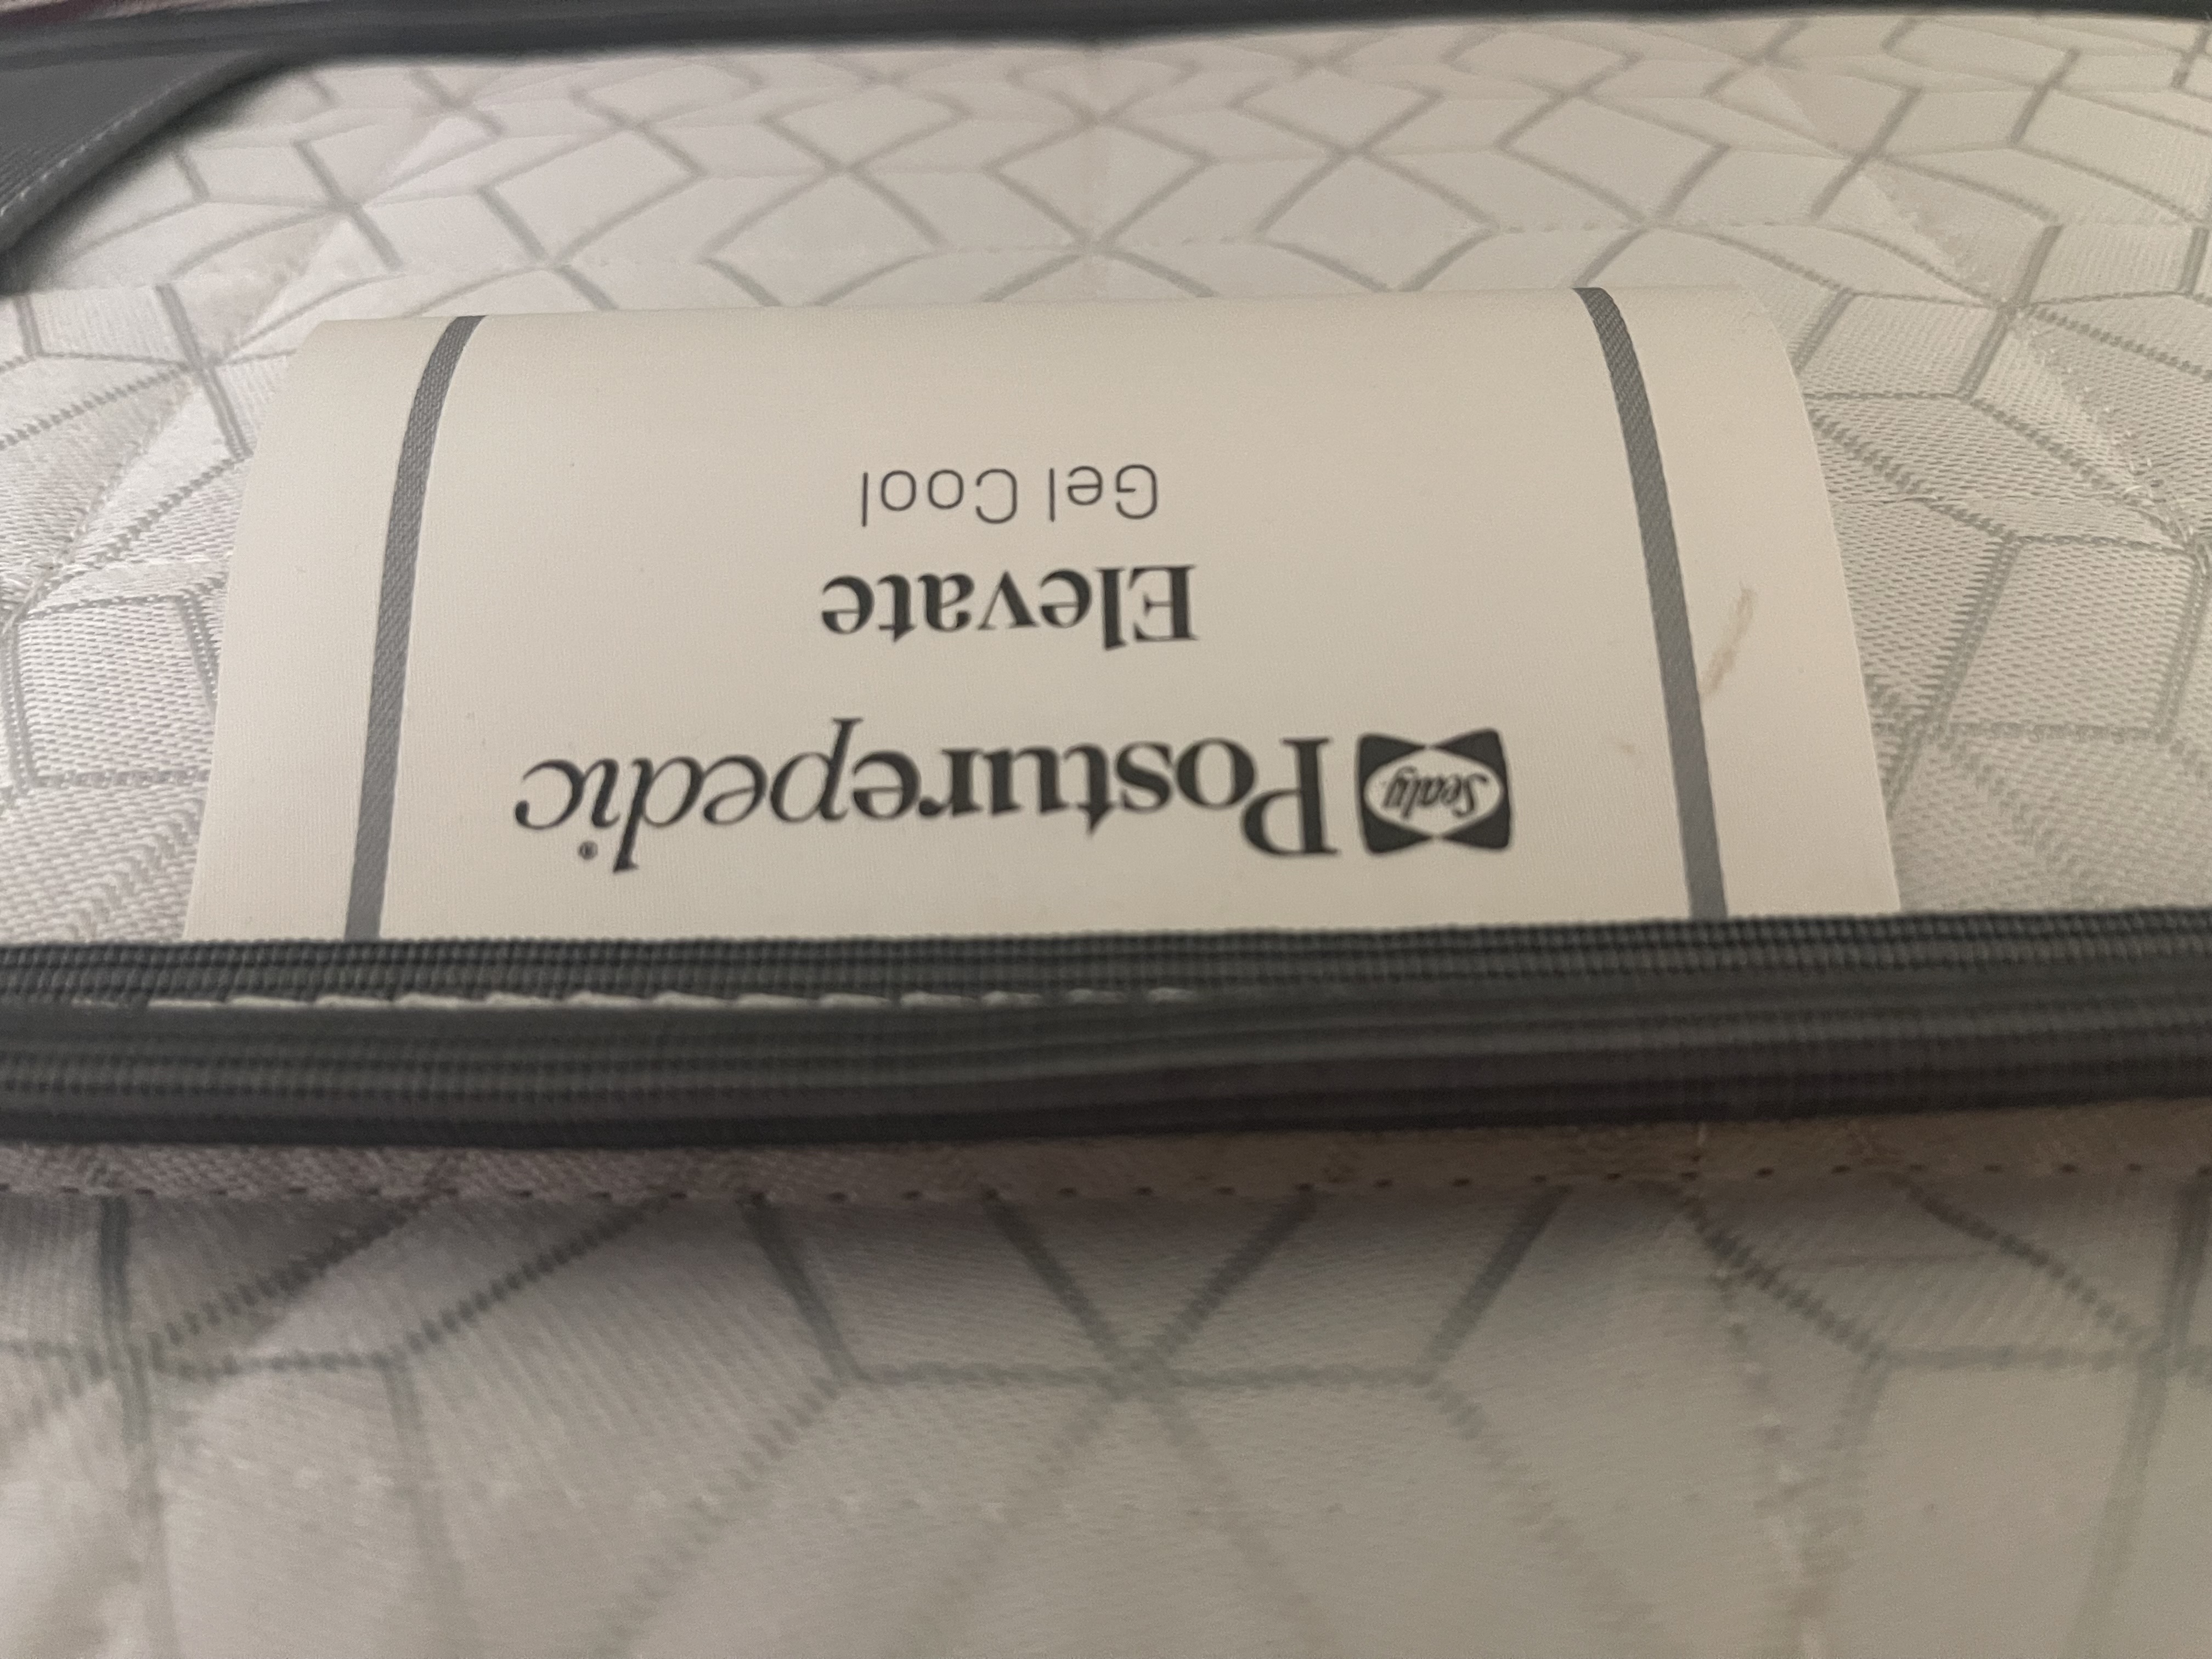 Sealy Posturepedic®
Elevate
Gel Cool